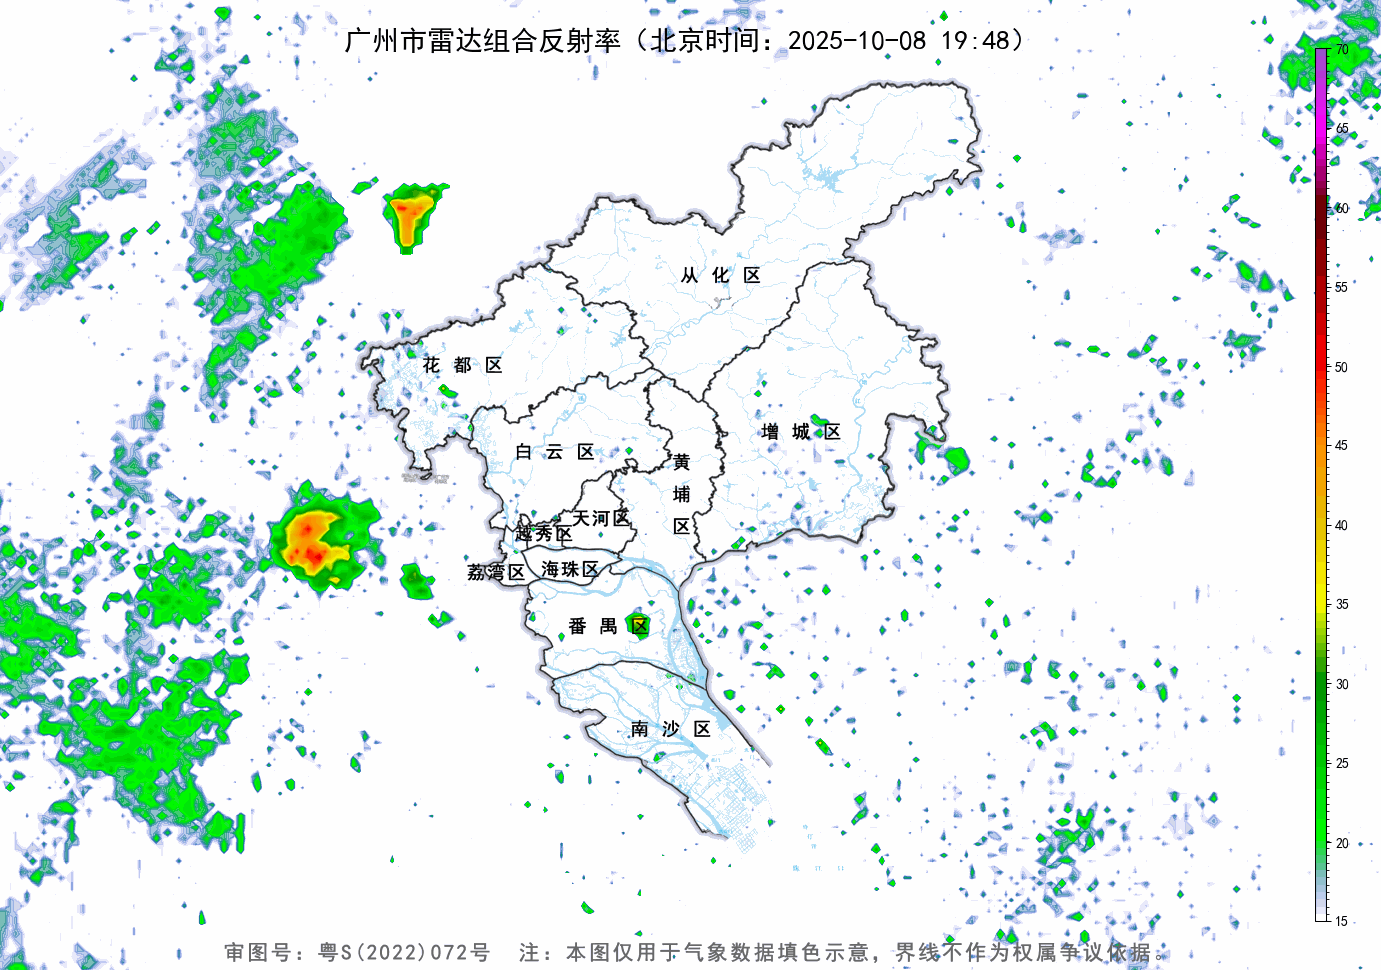 广州市雷达组合反射率（北京时间：2025-10-08 19:48）
70
65
60
55
50
45
40
35
30
25
20
15
从化区
花都区
增城区
白云区
黄埔区
天河区
越秀区
海珠区
荔湾区
番禺区
南沙区
审图号：粤S(2022)072号 注：本图仅用于气象数据填色示意，界线不作为权属争议依据。